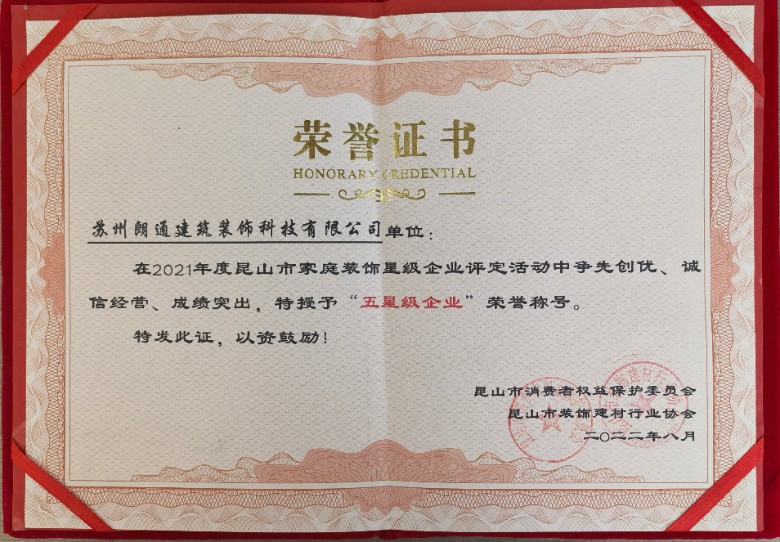 荣誉证书
HONORARY CREDENTIAL
苏州朗通建筑装饰科技有限公司单位：
在2021年度昆山市家庭装饰星级企业评定活动中争先创优、诚
信经营、成绩突出，特授予“五星级企业”荣誉称号。
特发此证，以资鼓励！
昆山市消费者权益保护委员会
昆山市装饰建材行业协会
二〇二二年八月